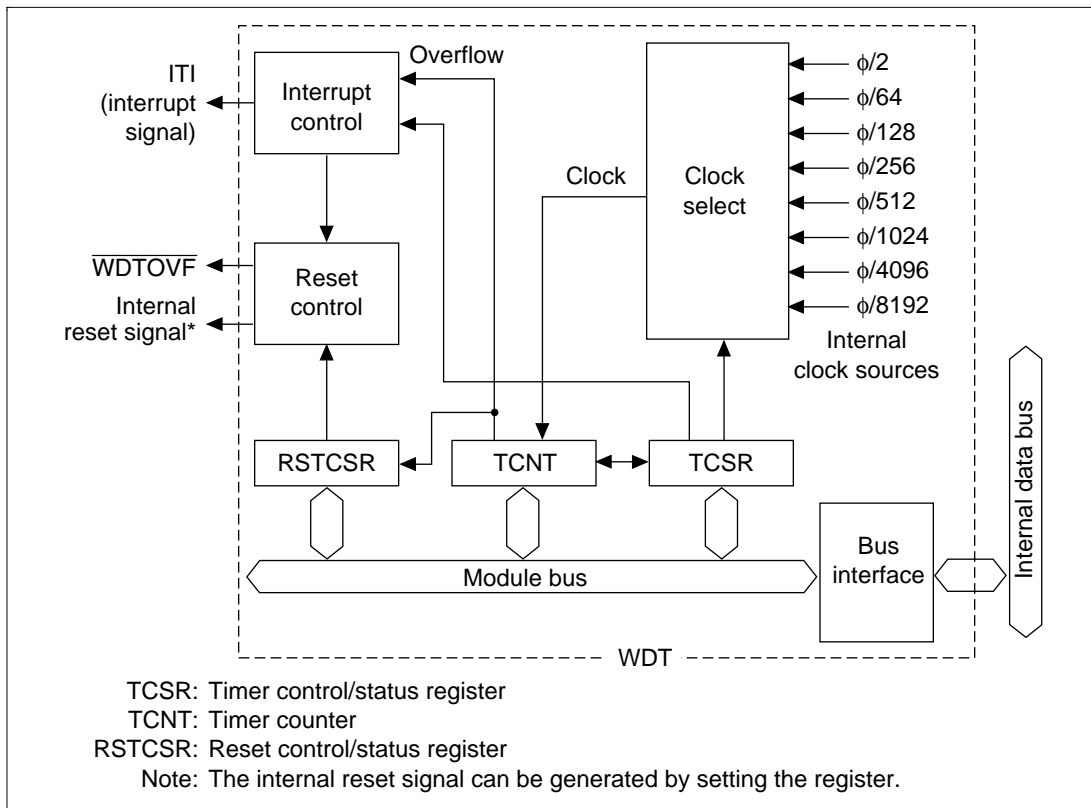 Overflow
ITI
(interrupt
signal)
Interrupt
control
Clock
Clock
select
ϕ/2
ϕ/64
ϕ/128
ϕ/256
ϕ/512
ϕ/1024
ϕ/4096
ϕ/8192
Internal
clock sources
WDTOVF
Internal
reset signal*
Reset
control
RSTCSR
TCNT
TCSR
Module bus
Bus
interface
Internal data bus
WDT
TCSR: Timer control/status register
TCNT: Timer counter
RSTCSR: Reset control/status register
Note: The internal reset signal can be generated by setting the register.